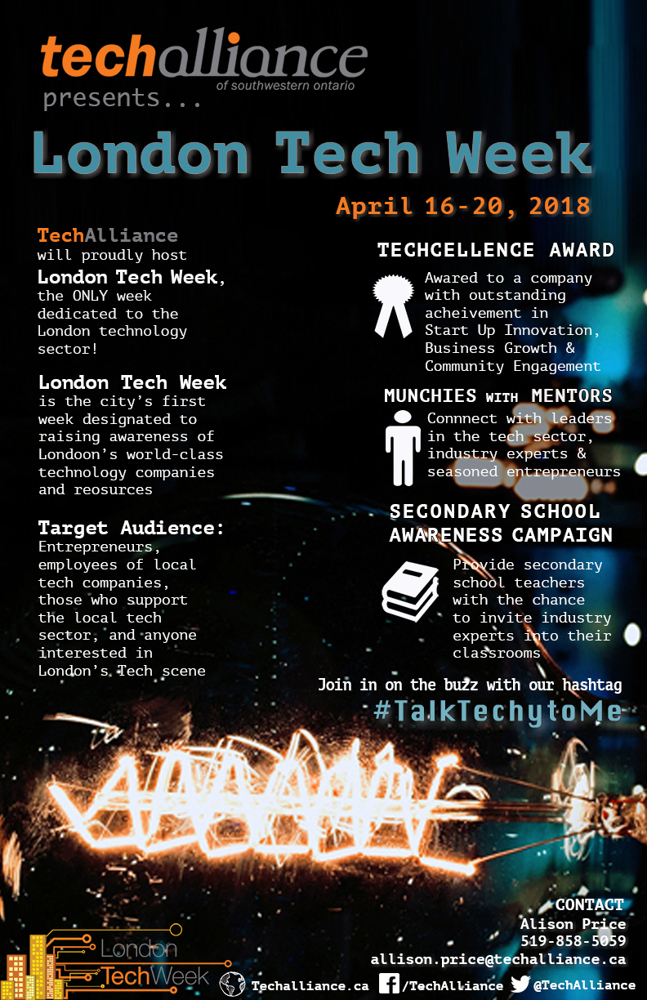 techalliance
of southwestern ontario
presents...
London Tech Week
April 16-20, 2018
TechAlliance
will proudly host
London Tech Week,
the ONLY week
dedicated to the
London technology
sector!
London Tech Week
is the city's first
week designated to
raising awareness of
Londoon's world-class
technology companies
and reosurces
Target Audience:
Entrepreneurs,
employees of local
tech companies,
those who support
the local tech
sector, and anyone
interested in
London's Tech scene
TECHCELLENCE AWARD
Awared to a company
with outstanding
acheivement in
Start Up Innovation,
Business Growth &
Community Engagement
MUNCHIES WITH MENTORS
Connnect with leaders
in the tech sector,
industry experts &
seasoned entrepreneurs
SECONDARY SCHOOL
AWARENESS CAMPAIGN
Provide secondary
school teachers
with the chance
to invite industry
experts into their
classrooms
Join in on the buzz with our hashtag
#TalkTechytoMe
CONTACT
Alison Price
519-858-5059
allison.price@techalliance.ca
London
TechWeek
Techalliance.ca /TechAlliance @TechAlliance